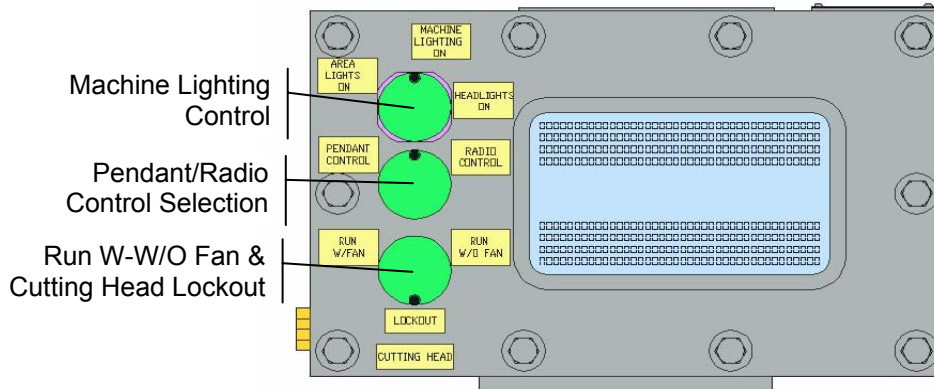 MACHINE
LIGHTING
ON
AREA
LIGHTS
ON
HEADLIGHTS
ON
Machine Lighting
Control
PENDANT
CONTROL
RADIO
CONTROL
Pendant/Radio
Control Selection
RUN
W/FAN
RUN
W/O FAN
Run W-W/O Fan &
Cutting Head Lockout
LOCKOUT
CUTTING HEAD